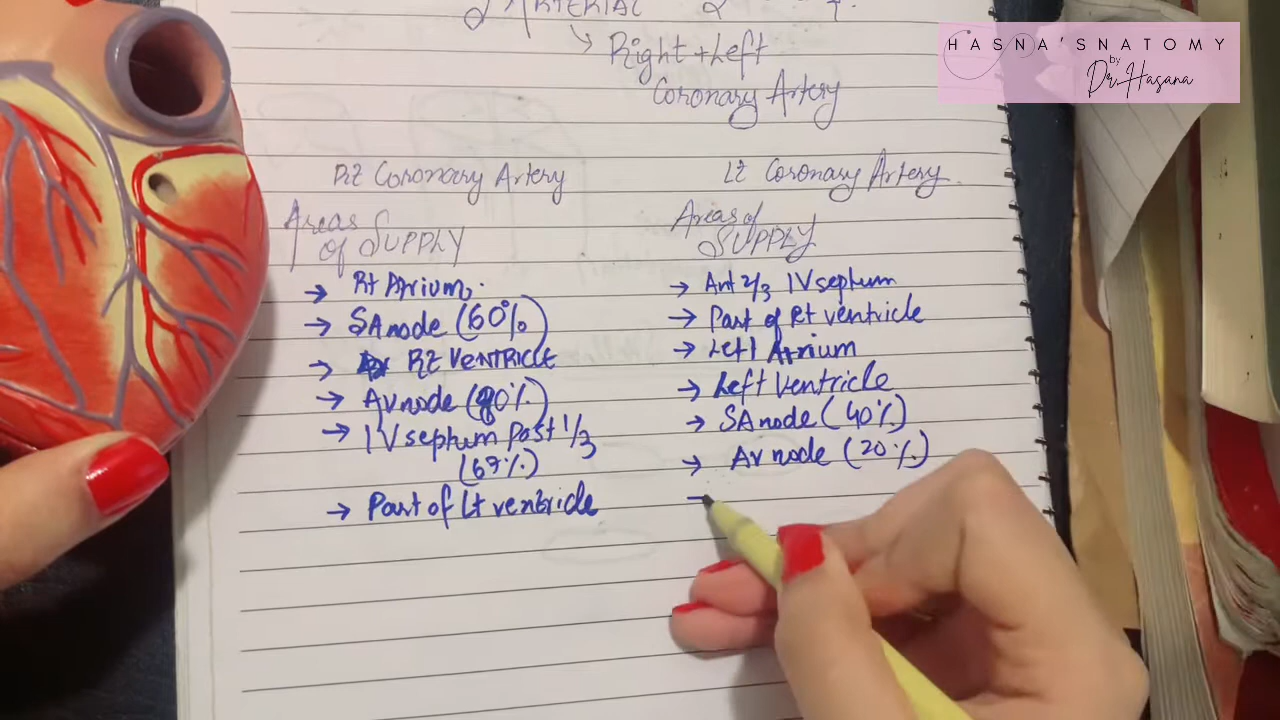 ARTERIAL
Right + Left
Coronary Artery
HASNA'SNATOMY
by
Dr. Hasana
Rt Coronary Artery
Areas
of SUPPLY
→ Rt Atrium.
→ SA node (60%)
→ Rt VENTRICLE
→ AV node (80%)
→ IV septum Post 1/3
(67%)
→ Part of Lt ventricle
Lt Coronary Artery
Areas of
SUPPLY
→ Ant 2/3 IV septum
→ Part of Rt ventricle
→ Left Atrium
→ Left Ventricle
→ SA node (40%)
→ AV node (20%)